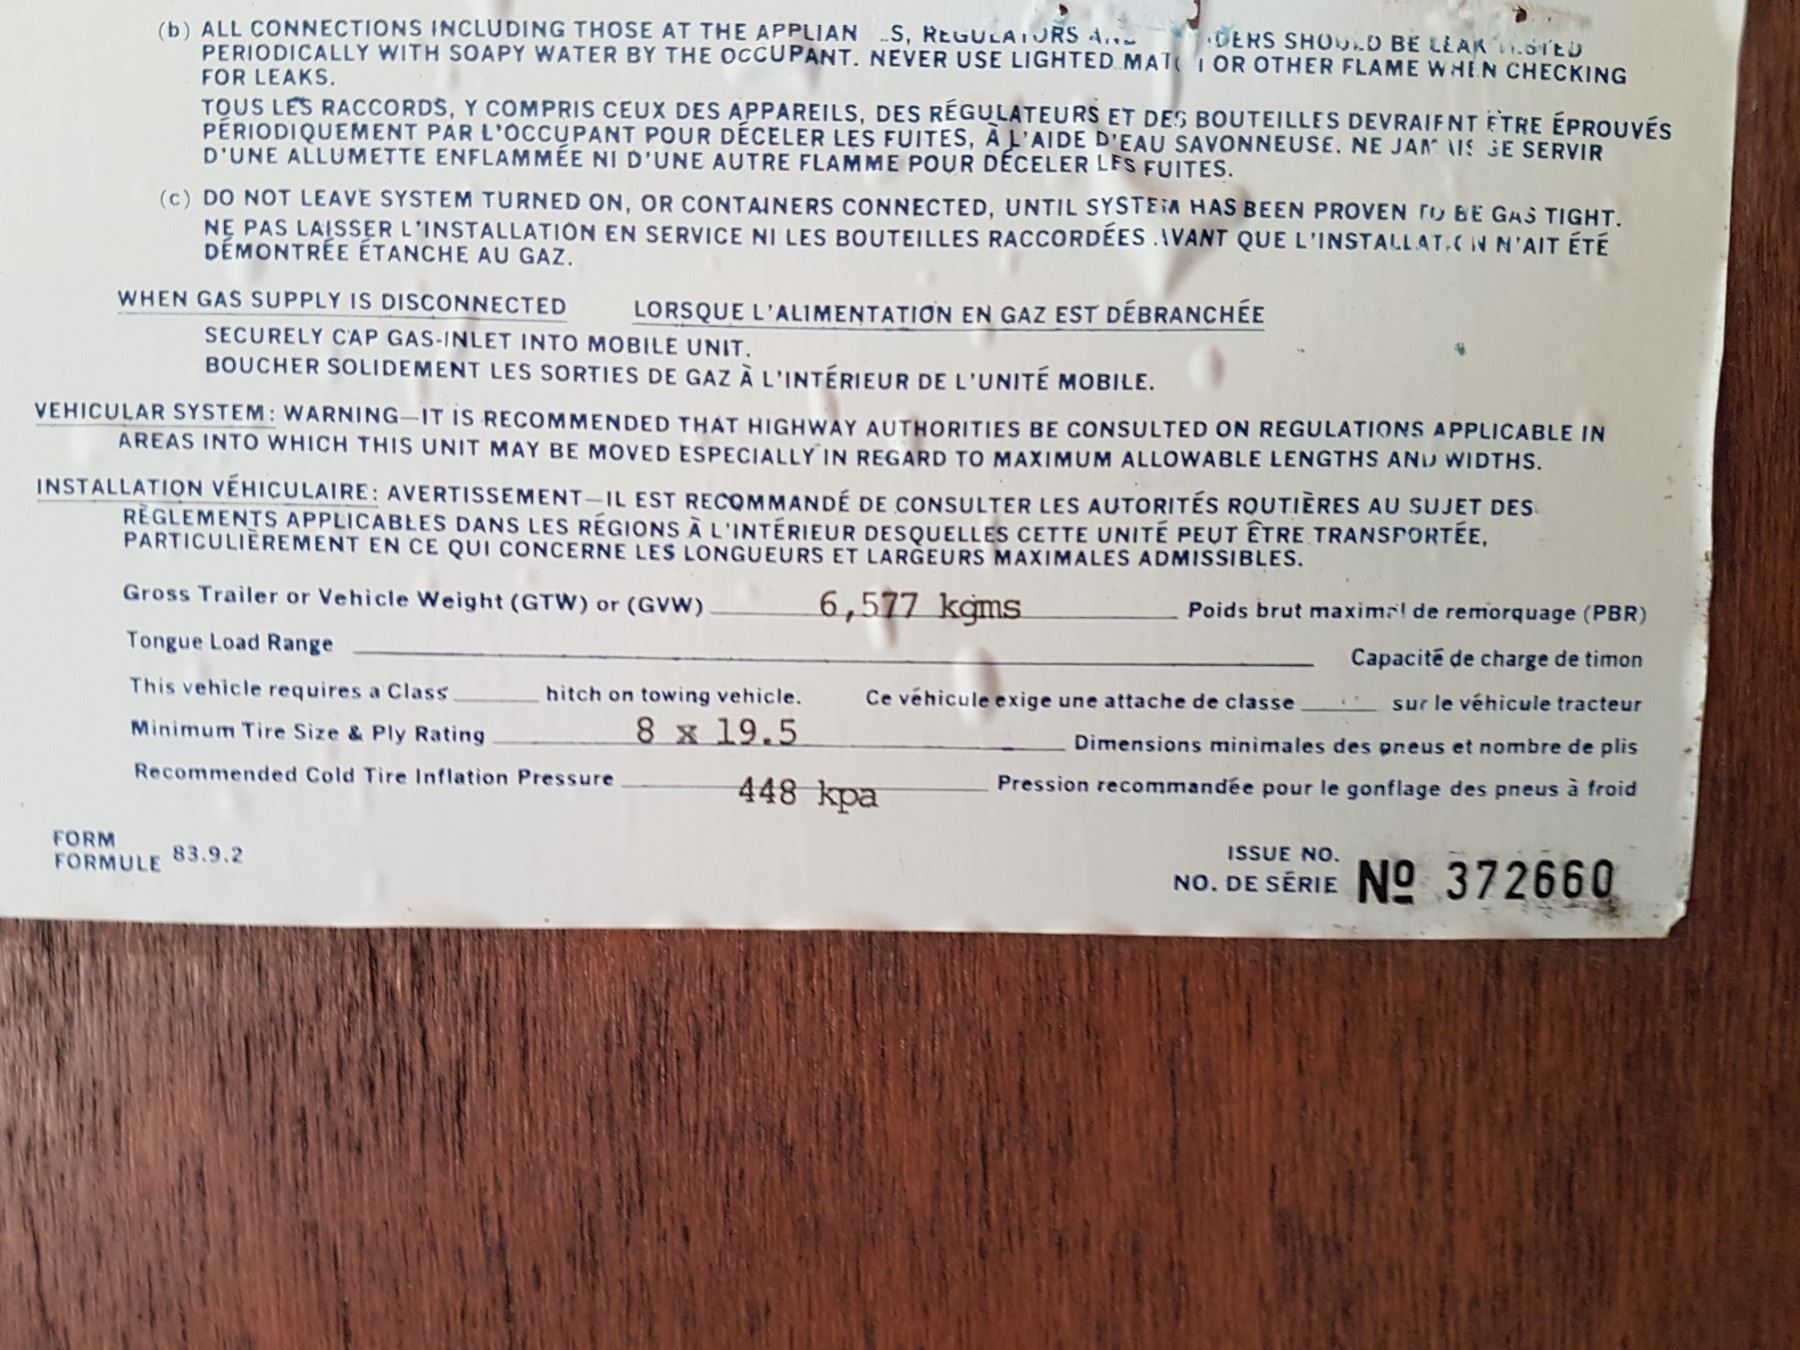 (b) ALL CONNECTIONS INCLUDING THOSE AT THE REGULATORS SHOULD BE LEAK TESTED
PERIODICALLY WITH SOAPY WATER BY THE OCCUPANT. NEVER USE LIGHTED OR OTHER FLAME WHEN CHECKING
FOR LEAKS.
TOUS LES RACCORDS, Y COMPRIS CEUX DES APPAREILS, DES RÉGULATEURS ET DES BOUTEILLES DEVRAIENT ÊTRE ÉPROUVÉS
PÉRIODIQUEMENT PAR L'OCCUPANT POUR DÉCELER LES FUITES, À L'AIDE D'EAU SAVONNEUSE. NE JAMAIS SE SERVIR
D'UNE ALLUMETTE ENFLAMMÉE NI D'UNE AUTRE FLAMME POUR DÉCELER LES FUITES.
(c) DO NOT LEAVE SYSTEM TURNED ON, OR CONTAINERS CONNECTED, UNTIL SYSTEM HAS BEEN PROVEN TO BE GAS TIGHT.
NE PAS LAISSER L'INSTALLATION EN SERVICE NI LES BOUTEILLES RACCORDÉES AVANT QUE L'INSTALLATION N'AIT ÉTÉ
DÉMONTRÉE ÉTANCHE AU GAZ.
WHEN GAS SUPPLY IS DISCONNECTED LORSQUE L'ALIMENTATION EN GAZ EST DÉBRANCHÉE
SECURELY CAP GAS-INLET INTO MOBILE UNIT.
BOUCHER SOLIDEMENT LES SORTIES DE GAZ À L'INTÉRIEUR DE L'UNITÉ MOBILE.
VEHICULAR SYSTEM: WARNING—IT IS RECOMMENDED THAT HIGHWAY AUTHORITIES BE CONSULTED ON REGULATIONS APPLICABLE IN
AREAS INTO WHICH THIS UNIT MAY BE MOVED ESPECIALLY IN REGARD TO MAXIMUM ALLOWABLE LENGTHS AND WIDTHS.
INSTALLATION VÉHICULAIRE: AVERTISSEMENT—IL EST RECOMMANDÉ DE CONSULTER LES AUTORITÉS ROUTIÈRES AU SUJET DES
RÈGLEMENTS APPLICABLES DANS LES RÉGIONS À L'INTÉRIEUR DESQUELLES CETTE UNITÉ PEUT ÊTRE TRANSPORTÉE,
PARTICULIÈREMENT EN CE QUI CONCERNE LES LONGUEURS ET LARGEURS MAXIMALES ADMISSIBLES.
Gross Trailer or Vehicle Weight (GTW) or (GVW) 6,577 kgms Poids brut maximal de remorquage (PBR)
Tongue Load Range Capacité de charge de timon
This vehicle requires a Class hitch on towing vehicle. Ce véhicule exige une attache de classe sur le véhicule tracteur
Minimum Tire Size & Ply Rating 8 x 19.5 Dimensions minimales des pneus et nombre de plis
Recommended Cold Tire Inflation Pressure 448 kpa Pression recommandée pour le gonflage des pneus à froid
FORM
FORMULE 83.9.2
ISSUE NO.
NO. DE SÉRIE Nº 372660